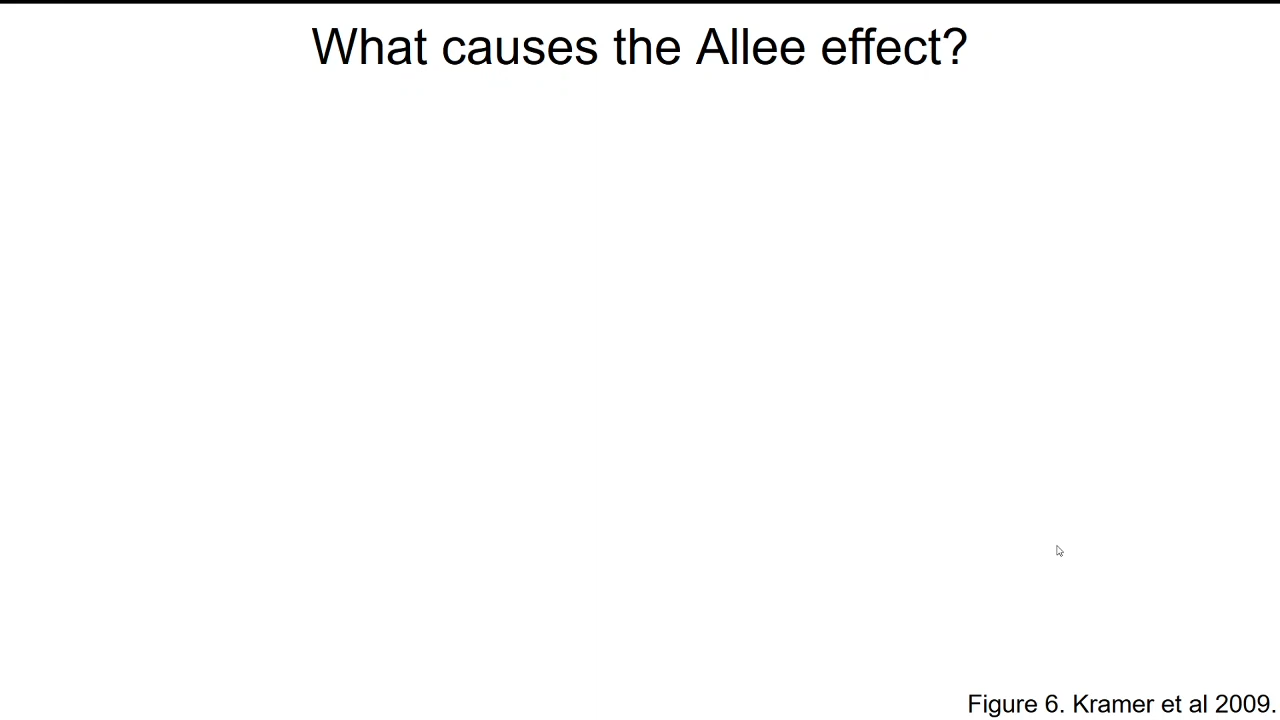 What causes the Allee effect?
Figure 6. Kramer et al 2009.